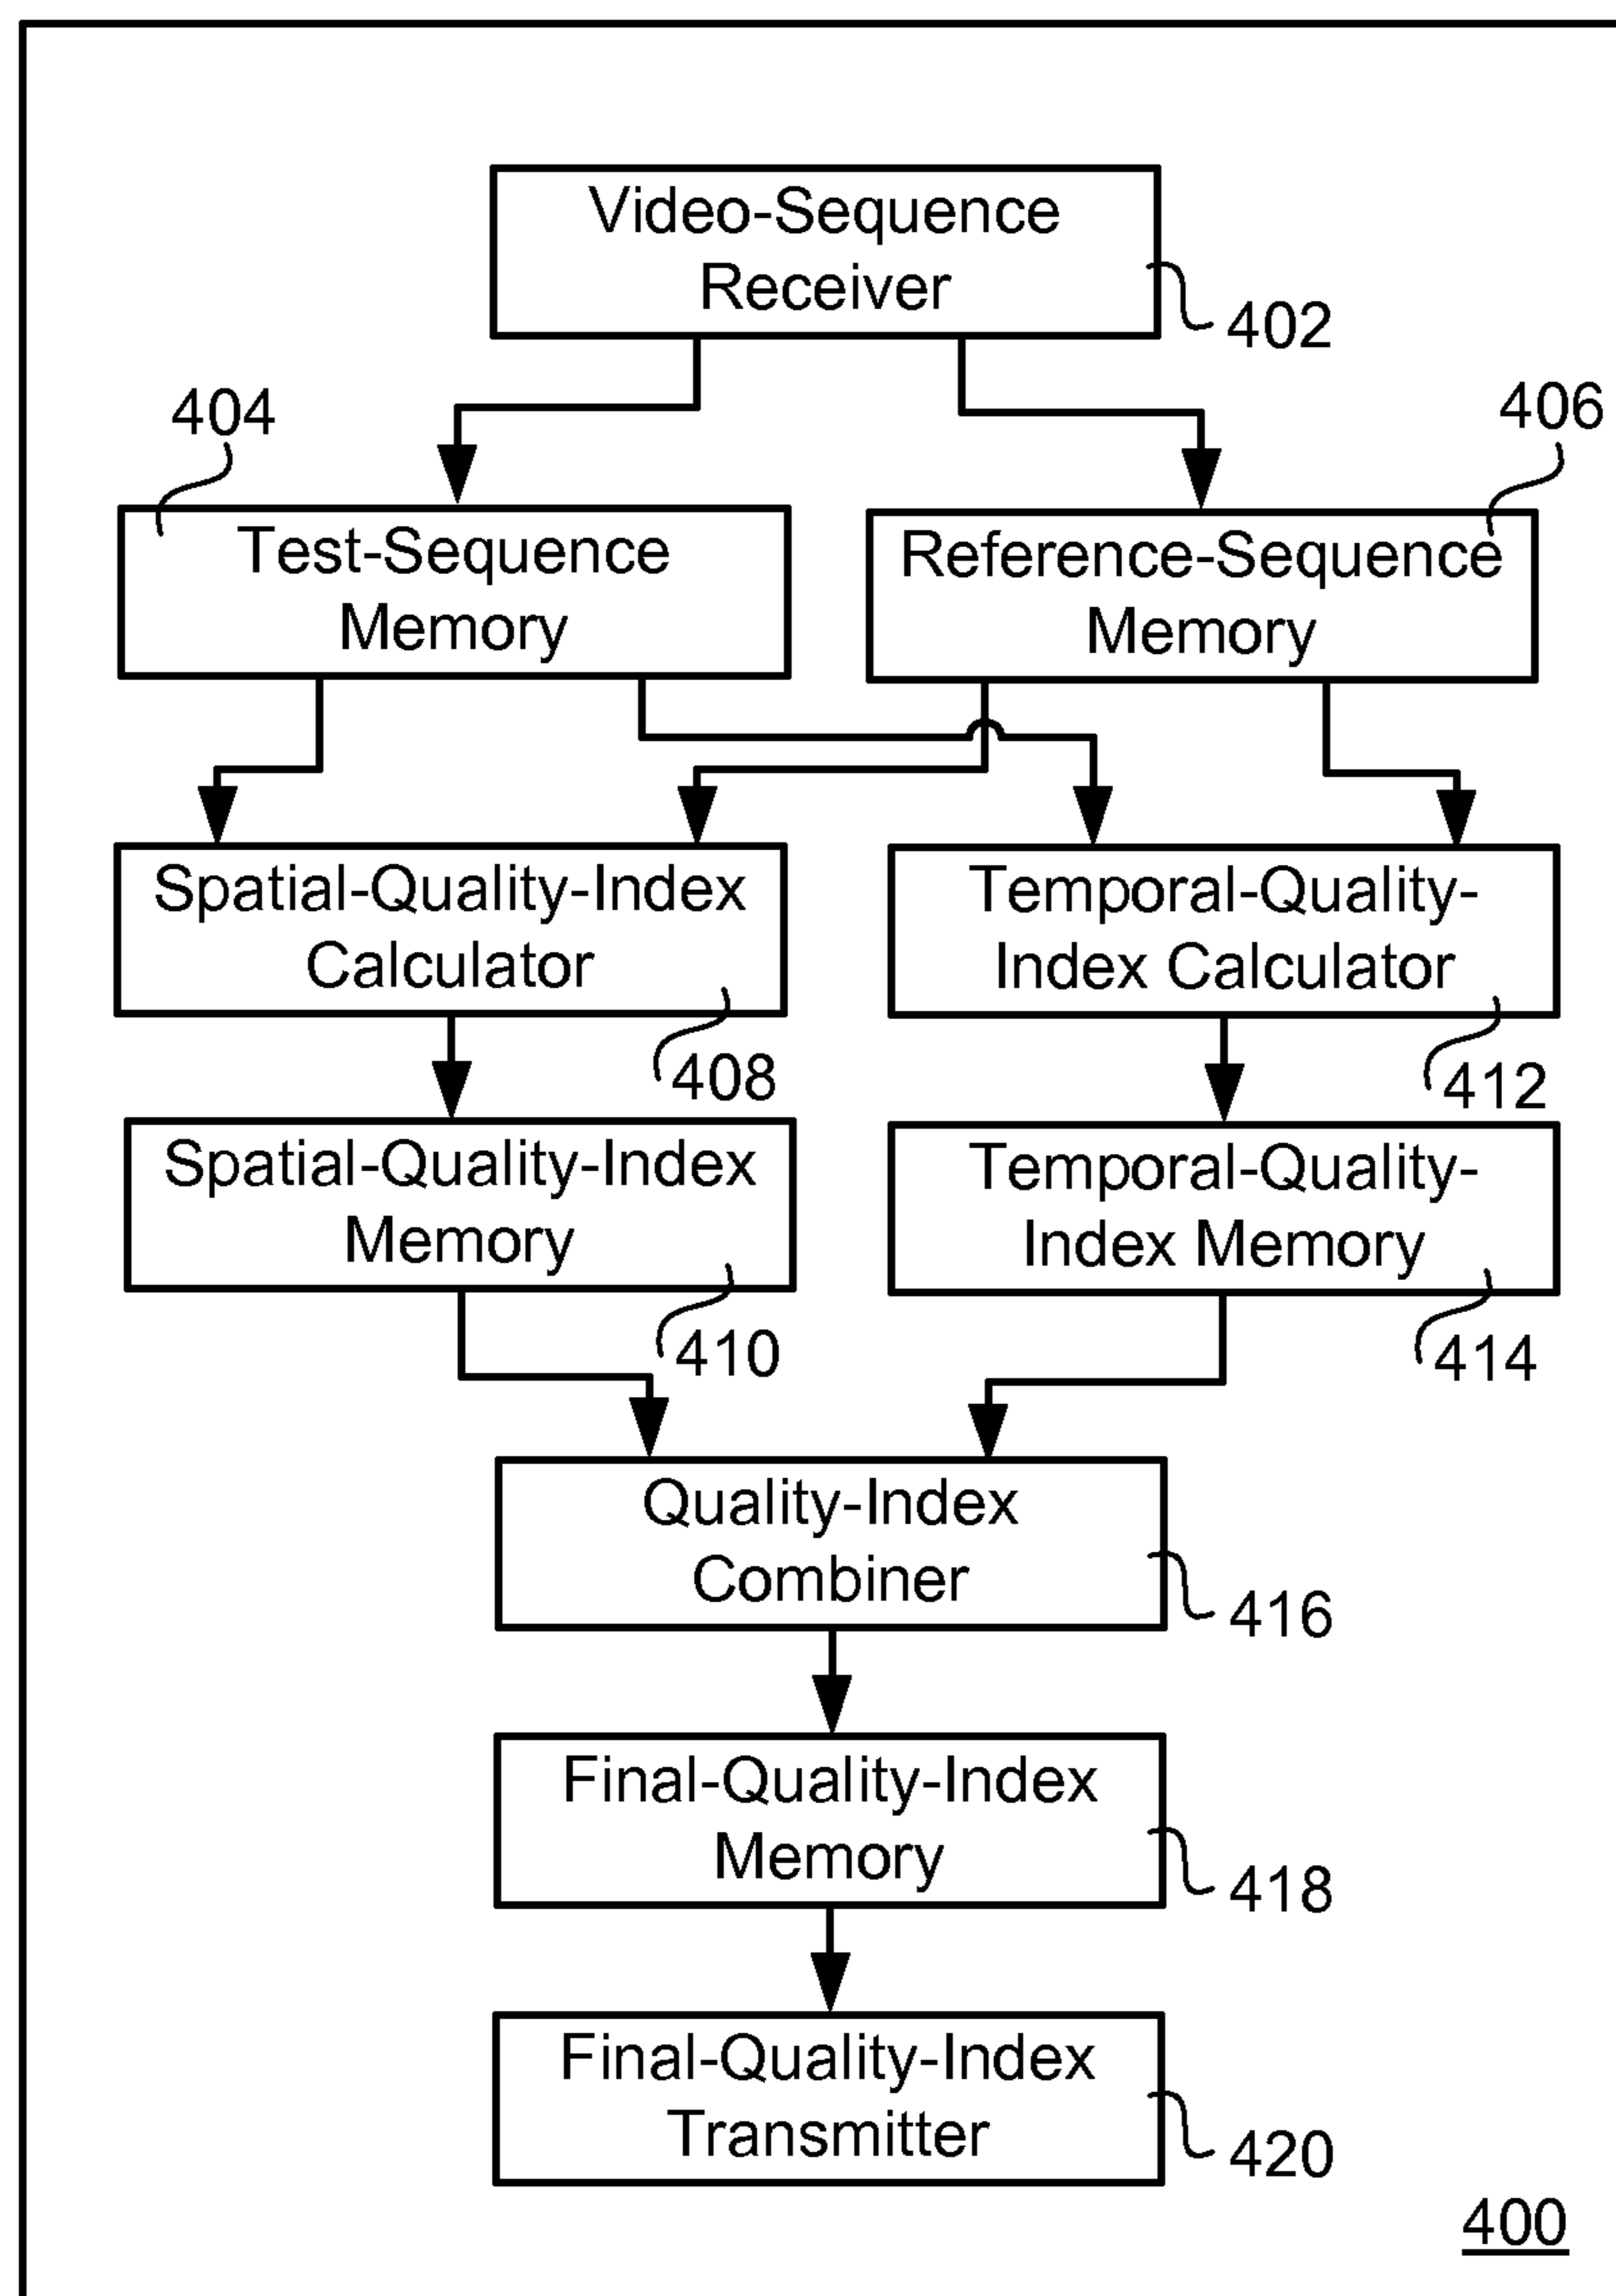 Video-Sequence
Receiver
402
404
406
Test-Sequence
Memory
Reference-Sequence
Memory
Spatial-Quality-Index
Calculator
408
Temporal-Quality-
Index Calculator
412
Spatial-Quality-Index
Memory
410
Temporal-Quality-
Index Memory
414
Quality-Index
Combiner
416
Final-Quality-Index
Memory
418
Final-Quality-Index
Transmitter
420
400